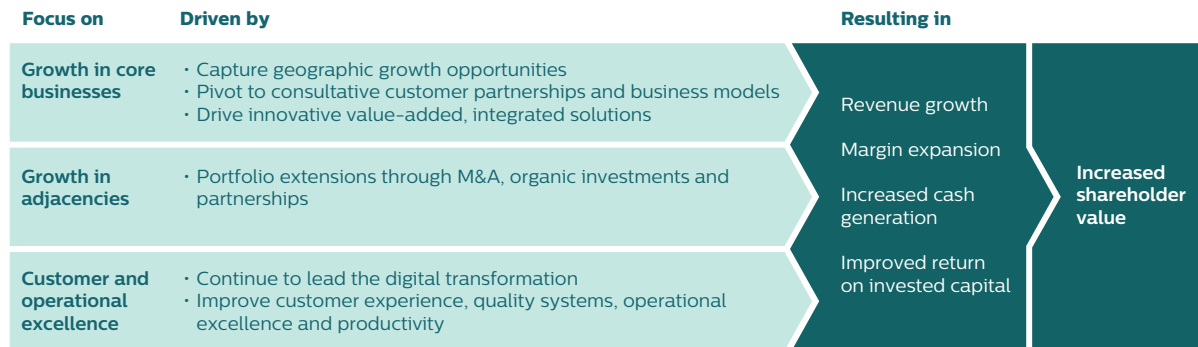 Focus on
Driven by
Resulting in
Growth in core
businesses
· Capture geographic growth opportunities
· Pivot to consultative customer partnerships and business models
· Drive innovative value-added, integrated solutions
Growth in
adjacencies
· Portfolio extensions through M&A, organic investments and
partnerships
Customer and
operational
excellence
· Continue to lead the digital transformation
· Improve customer experience, quality systems, operational
excellence and productivity
Revenue growth
Margin expansion
Increased cash
generation
Improved return
on invested capital
Increased
shareholder
value